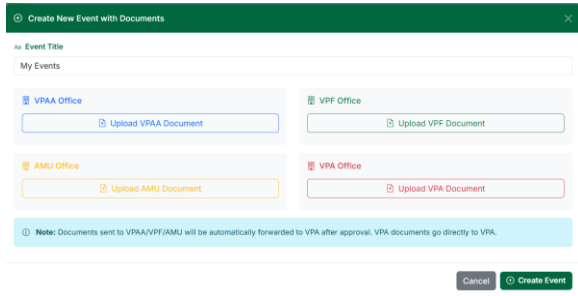 Create New Event with Documents
Aa Event Title
My Events
VPAA Office
Upload VPAA Document
VPF Office
Upload VPF Document
AMU Office
Upload AMU Document
VPA Office
Upload VPA Document
Note: Documents sent to VPAA/VPF/AMU will be automatically forwarded to VPA after approval. VPA documents go directly to VPA.
Cancel
Create Event